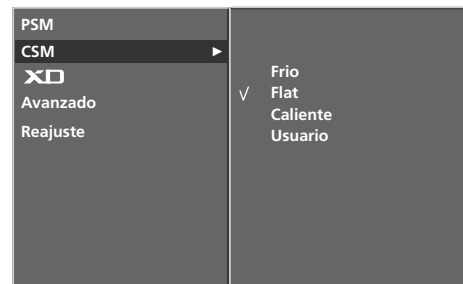 PSM
CSM
XD
Avanzado
Reajuste
Frio
√ Flat
Caliente
Usuario